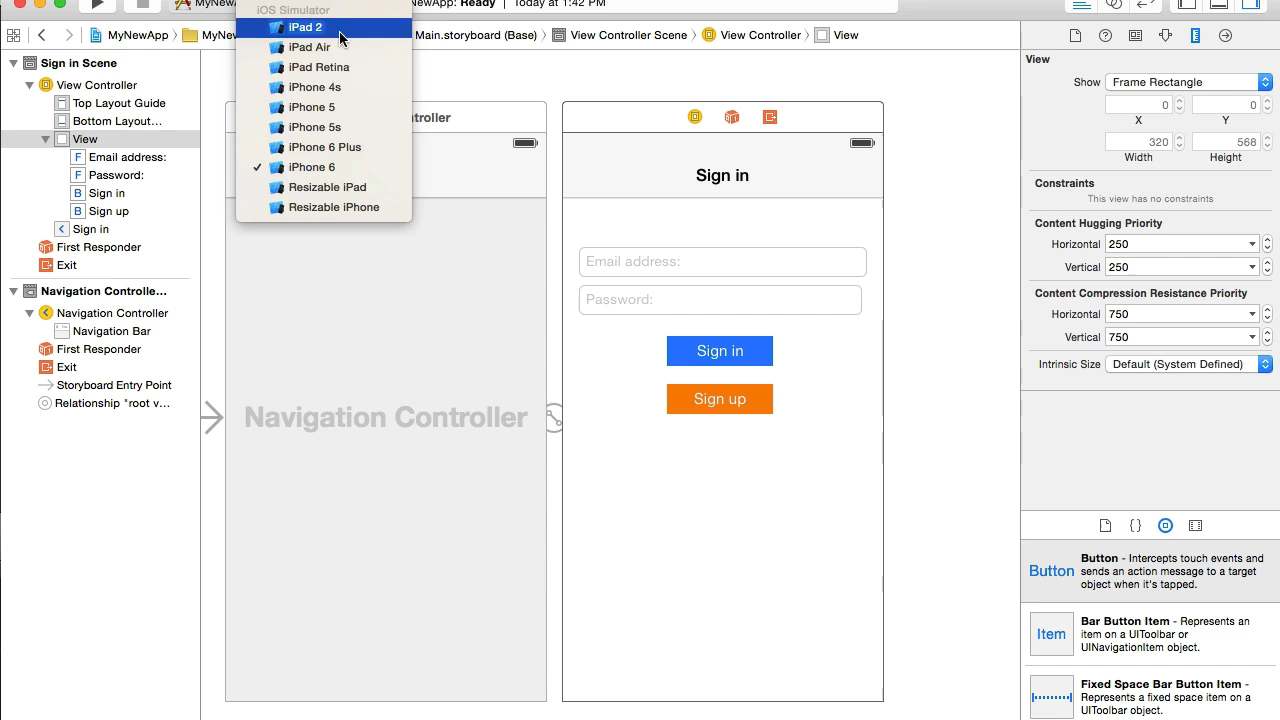 MyNew
NewApp: Ready | Today at 1:42 PM
iOS Simulator
iPad 2
iPad Air
iPad Retina
iPhone 4s
iPhone 5
iPhone 5s
iPhone 6 Plus
iPhone 6
Resizable iPad
Resizable iPhone
MyNewApp
MyNew
Main.storyboard (Base)
View Controller Scene
View Controller
View
Sign in Scene
View Controller
Top Layout Guide
Bottom Layout...
View
F Email address:
F Password:
B Sign in
B Sign up
Sign in
First Responder
Exit
Navigation Controlle...
Navigation Controller
Navigation Bar
First Responder
Exit
Storyboard Entry Point
Relationship "root v...
troller
Navigation Controller
Sign in
Email address:
Password:
Sign in
Sign up
View
Show Frame Rectangle
0 0
X Y
320 568
Width Height
Constraints
This view has no constraints
Content Hugging Priority
Horizontal 250
Vertical 250
Content Compression Resistance Priority
Horizontal 750
Vertical 750
Intrinsic Size Default (System Defined)
Button
Button - Intercepts touch events and
sends an action message to a target
object when it's tapped.
Item
Bar Button Item - Represents an
item on a UIToolbar or
UINavigationItem object.
Fixed Space Bar Button Item -
Represents a fixed space item on a
UIToolbar object.